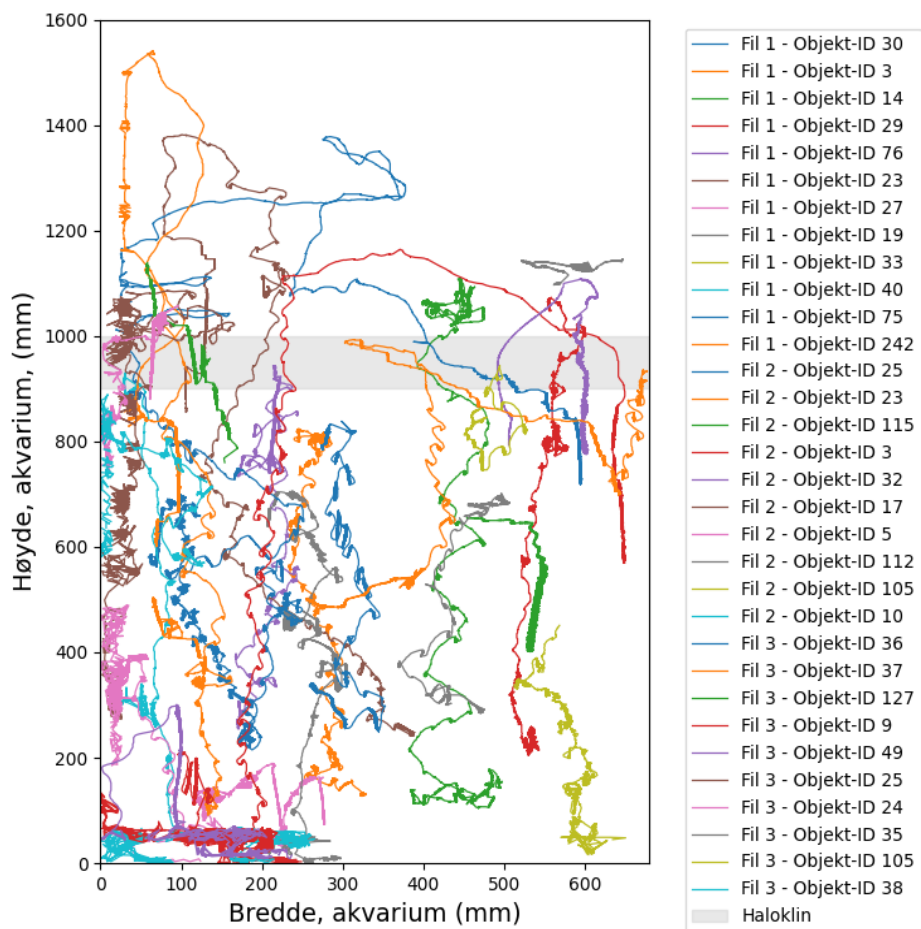 1600
1400
1200
1000
800
600
400
200
0
Høyde, akvarium, (mm)
0 100 200 300 400 500 600
Bredde, akvarium (mm)
Fil 1 - Objekt-ID 30
Fil 1 - Objekt-ID 3
Fil 1 - Objekt-ID 14
Fil 1 - Objekt-ID 29
Fil 1 - Objekt-ID 76
Fil 1 - Objekt-ID 23
Fil 1 - Objekt-ID 27
Fil 1 - Objekt-ID 19
Fil 1 - Objekt-ID 33
Fil 1 - Objekt-ID 40
Fil 1 - Objekt-ID 75
Fil 1 - Objekt-ID 242
Fil 2 - Objekt-ID 25
Fil 2 - Objekt-ID 23
Fil 2 - Objekt-ID 115
Fil 2 - Objekt-ID 3
Fil 2 - Objekt-ID 32
Fil 2 - Objekt-ID 17
Fil 2 - Objekt-ID 5
Fil 2 - Objekt-ID 112
Fil 2 - Objekt-ID 105
Fil 2 - Objekt-ID 10
Fil 3 - Objekt-ID 36
Fil 3 - Objekt-ID 37
Fil 3 - Objekt-ID 127
Fil 3 - Objekt-ID 9
Fil 3 - Objekt-ID 49
Fil 3 - Objekt-ID 25
Fil 3 - Objekt-ID 24
Fil 3 - Objekt-ID 35
Fil 3 - Objekt-ID 105
Fil 3 - Objekt-ID 38
Haloklin